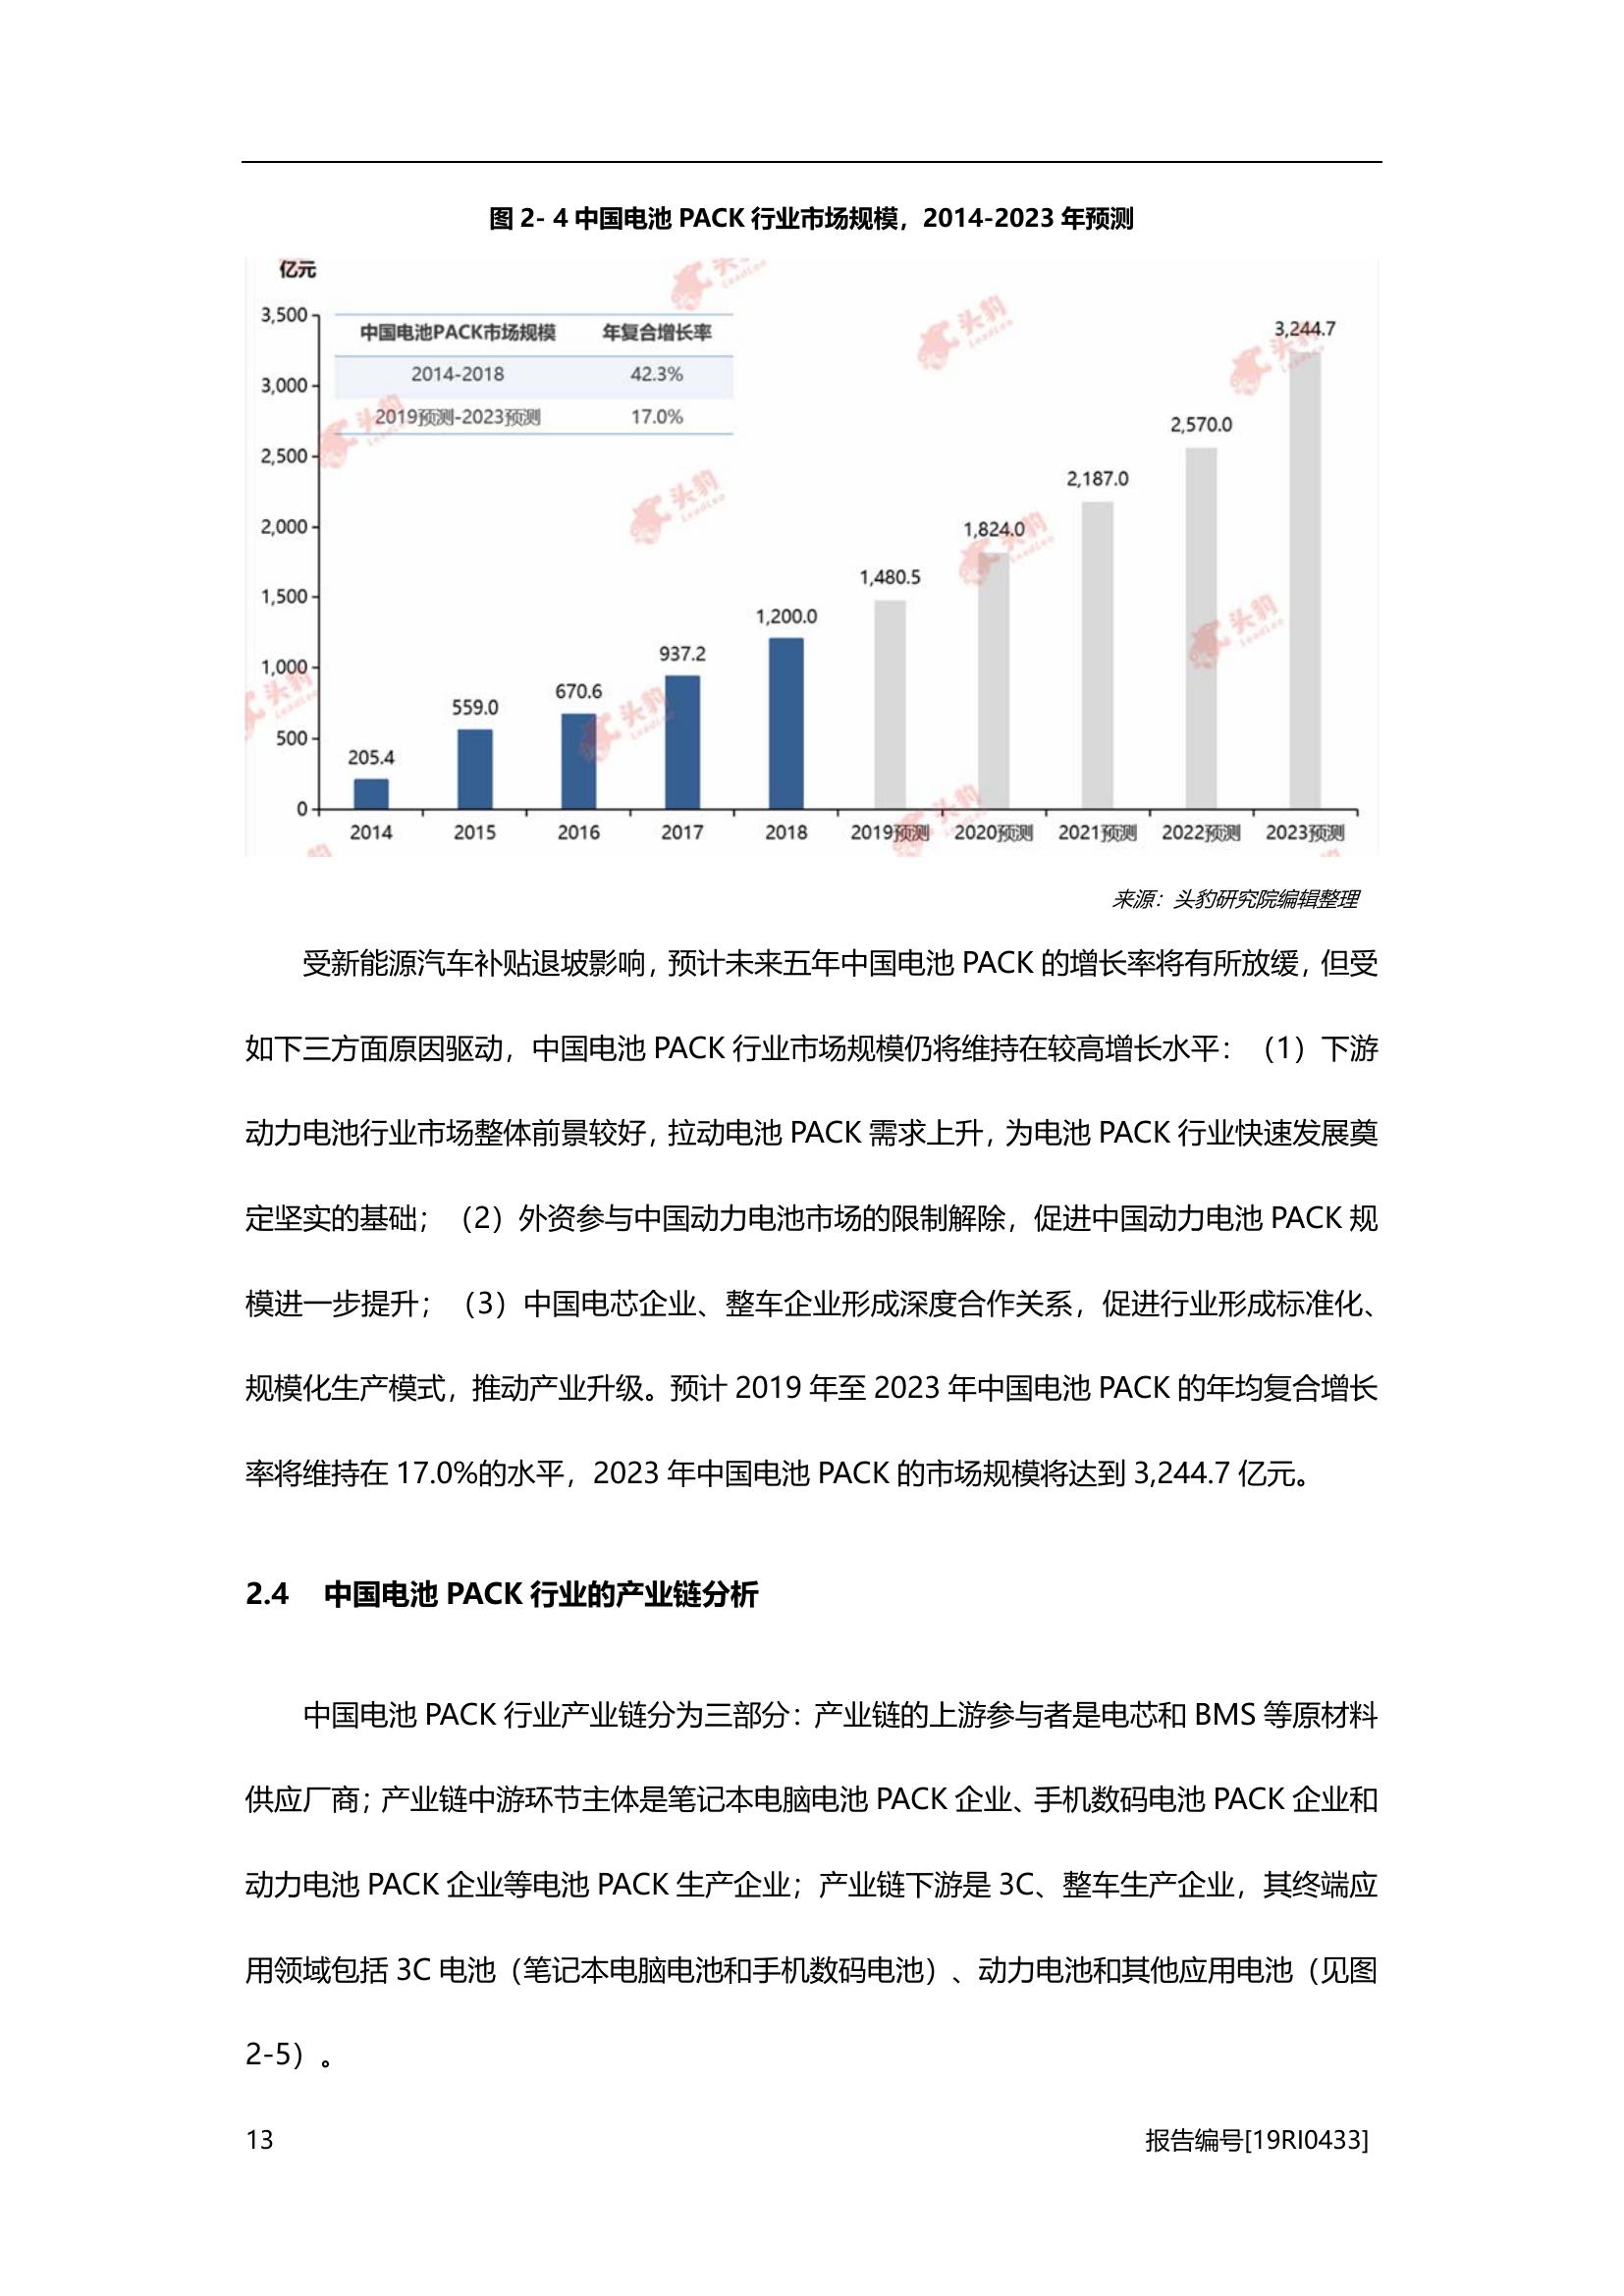 图 2- 4 中国电池 PACK 行业市场规模，2014-2023 年预测
亿元
3,500
3,000
2,500
2,000
1,500
1,000
500
0
中国电池PACK市场规模 年复合增长率
2014-2018 42.3%
2019预测-2023预测 17.0%
205.4
559.0
670.6
937.2
1,200.0
1,480.5
1,824.0
2,187.0
2,570.0
3,244.7
2014 2015 2016 2017 2018 2019预测 2020预测 2021预测 2022预测 2023预测
头豹 LeadLeo
来源：头豹研究院编辑整理
受新能源汽车补贴退坡影响，预计未来五年中国电池 PACK 的增长率将有所放缓，但受
如下三方面原因驱动，中国电池 PACK 行业市场规模仍将维持在较高增长水平：（1）下游
动力电池行业市场整体前景较好，拉动电池 PACK 需求上升，为电池 PACK 行业快速发展奠
定坚实的基础；（2）外资参与中国动力电池市场的限制解除，促进中国动力电池 PACK 规
模进一步提升；（3）中国电芯企业、整车企业形成深度合作关系，促进行业形成标准化、
规模化生产模式，推动产业升级。预计 2019 年至 2023 年中国电池 PACK 的年均复合增长
率将维持在 17.0%的水平，2023 年中国电池 PACK 的市场规模将达到 3,244.7 亿元。
2.4 中国电池 PACK 行业的产业链分析
中国电池 PACK 行业产业链分为三部分：产业链的上游参与者是电芯和 BMS 等原材料
供应厂商；产业链中游环节主体是笔记本电脑电池 PACK 企业、手机数码电池 PACK 企业和
动力电池 PACK 企业等电池 PACK 生产企业；产业链下游是 3C、整车生产企业，其终端应
用领域包括 3C 电池（笔记本电脑电池和手机数码电池）、动力电池和其他应用电池（见图
2-5）。
13 报告编号[19RI0433]